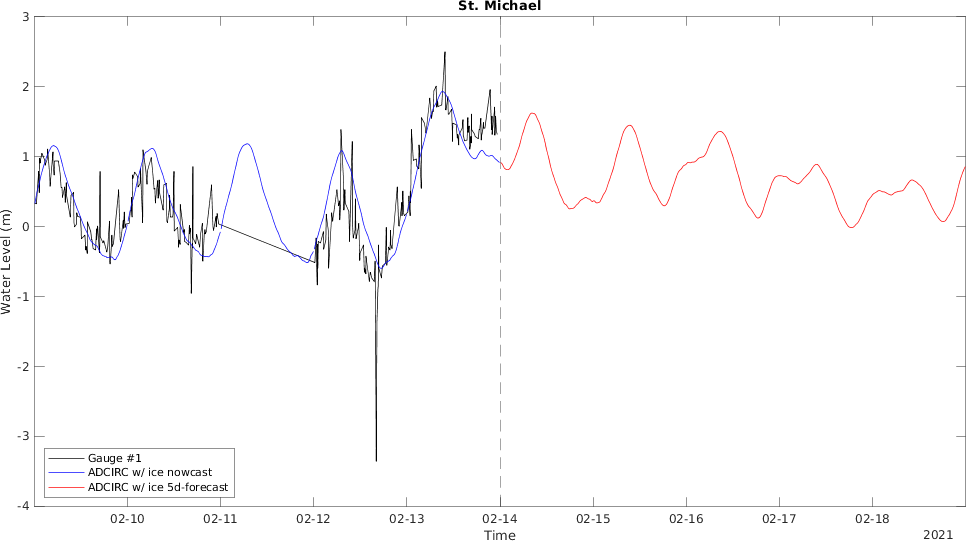 St. Michael
3
2
1
0
-1
-2
-3
-4
Water Level (m)
Gauge #1
ADCIRC w/ ice nowcast
ADCIRC w/ ice 5d-forecast
02-10 02-11 02-12 02-13 02-14 02-15 02-16 02-17 02-18
Time
2021